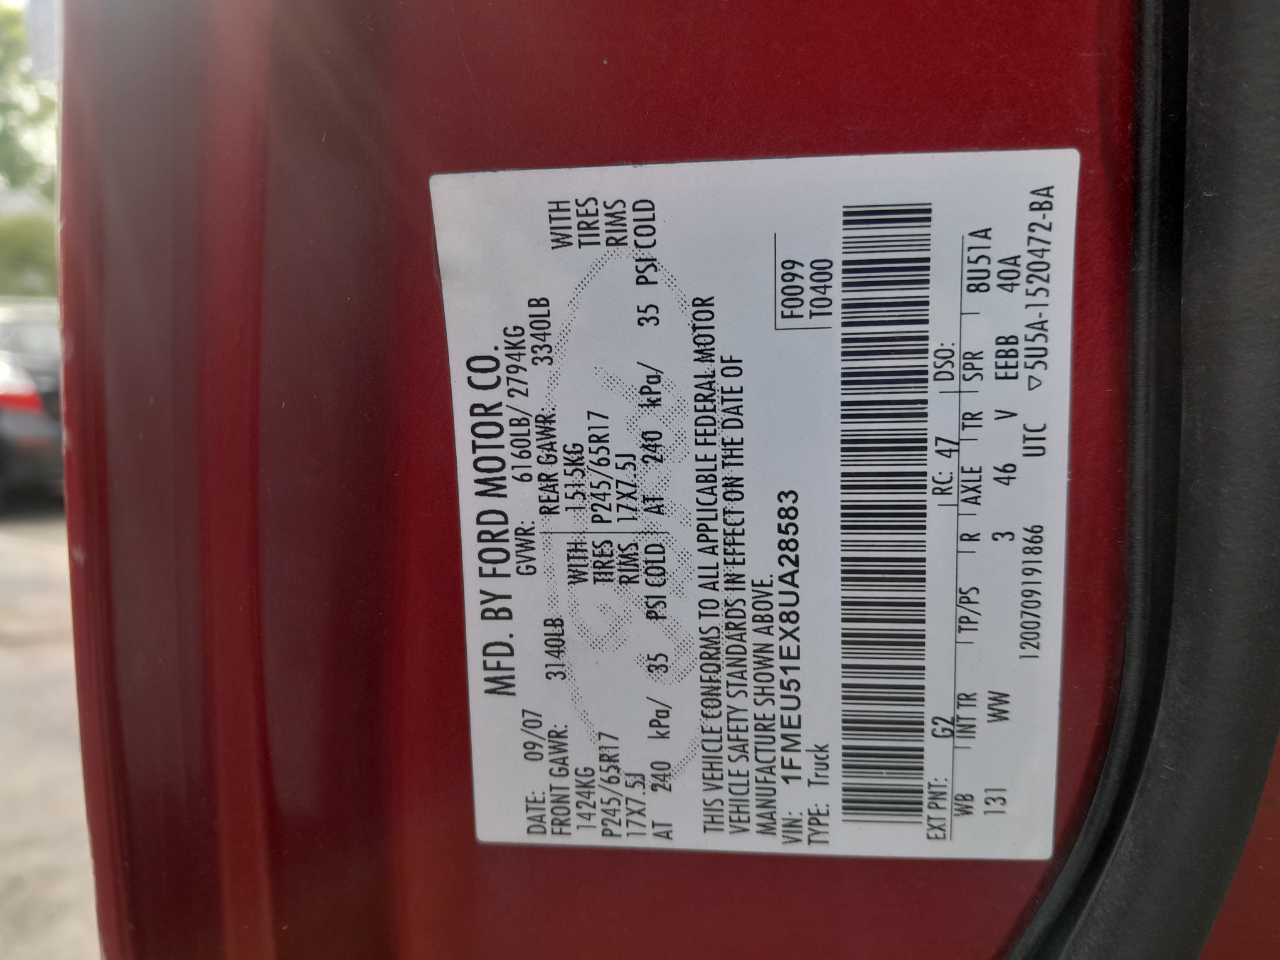 MFD. BY FORD MOTOR CO.
DATE: 09/07 GVWR: 6160LB/ 2794KG
FRONT GAWR: 3140LB REAR GAWR: 3340LB
1424KG WITH 1515KG WITH
P245/65R17 TIRES P245/65R17 TIRES
17X7.5J RIMS 17X7.5J RIMS
AT 240 kPa/ 35 PSI COLD AT 240 kPa/ 35 PSI COLD
THIS VEHICLE CONFORMS TO ALL APPLICABLE FEDERAL MOTOR
VEHICLE SAFETY STANDARDS IN EFFECT ON THE DATE OF
MANUFACTURE SHOWN ABOVE.
VIN: 1FMEU51EX8UA28583 F0099
TYPE: Truck T0400
EXT PNT: G2 RC: 47 DSO:
WB INT TR TP/PS R AXLE TR SPR 8U51A
131 WW 3 46 V EEBB 40A
1200709191866 UTC ▽5U5A-1520472-BA